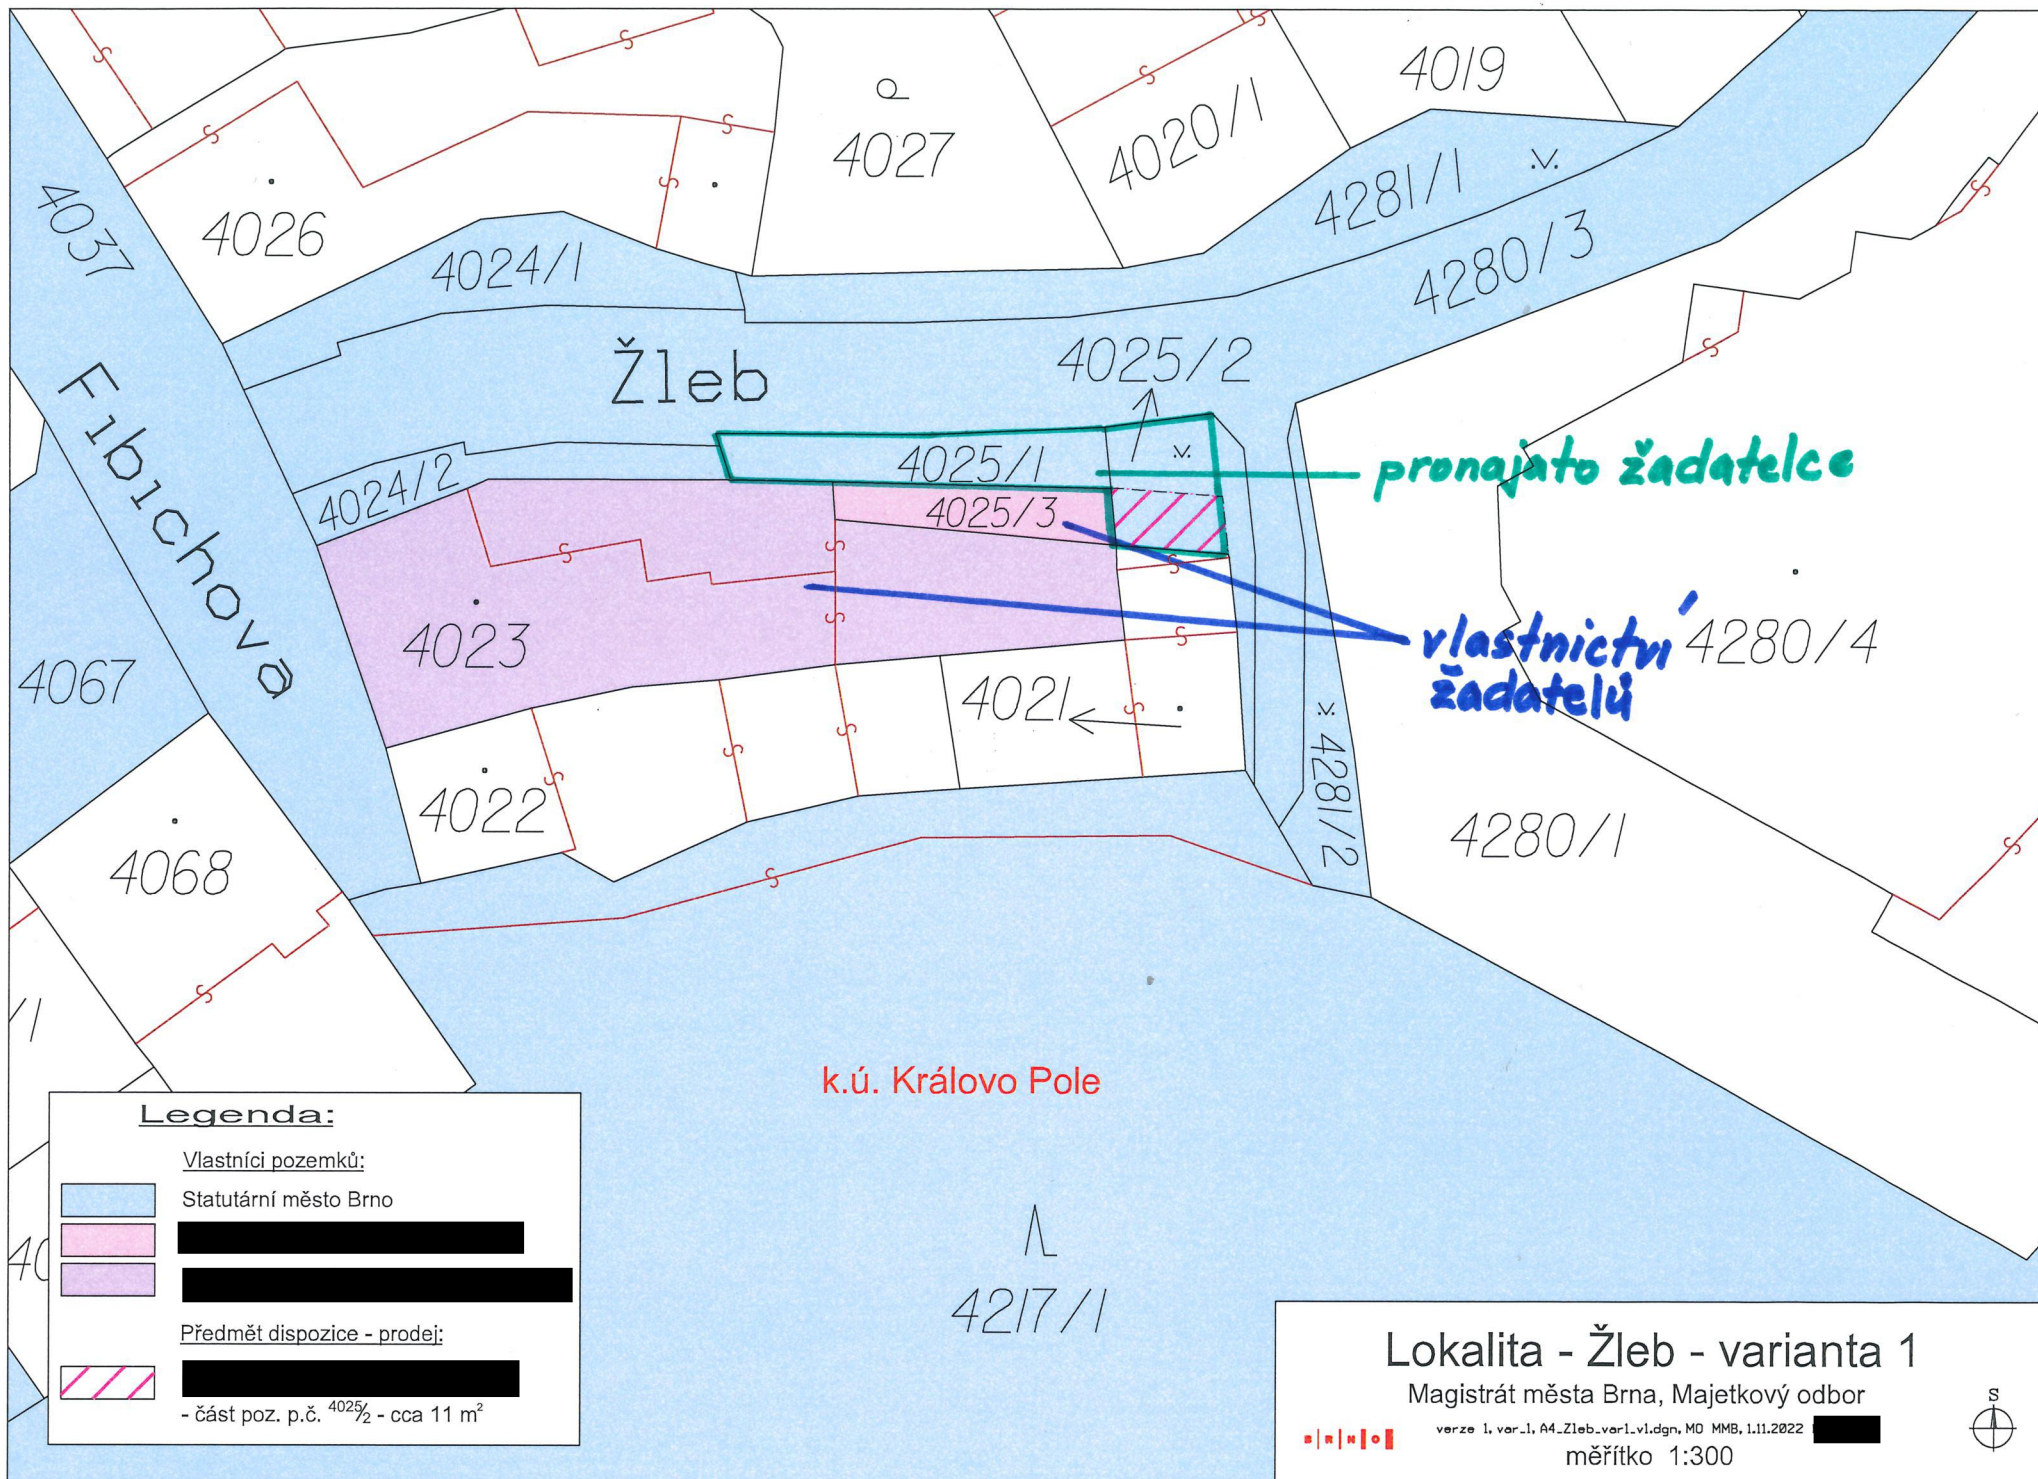 4019
4027
4020/1
4281/1
4037
4026
4024/1
4280/3
Žleb
4025/2
Fibichova
4025/1
pronajato žadatelce
4024/2
4025/3
4023
vlastnictví
žadatelů
4280/4
4067
4021
4022
4281/2
4280/1
4068
/1
k.ú. Královo Pole
40
4217/1
Legenda:
Vlastníci pozemků:
Statutární město Brno
Předmět dispozice - prodej:
- část poz. p.č. 4025/2 - cca 11 m²
Lokalita - Žleb - varianta 1
Magistrát města Brna, Majetkový odbor
BRNO
verze 1, var_1, A4_Zleb_var1_v1.dgn, MO MMB, 1.11.2022
měřítko 1:300
S